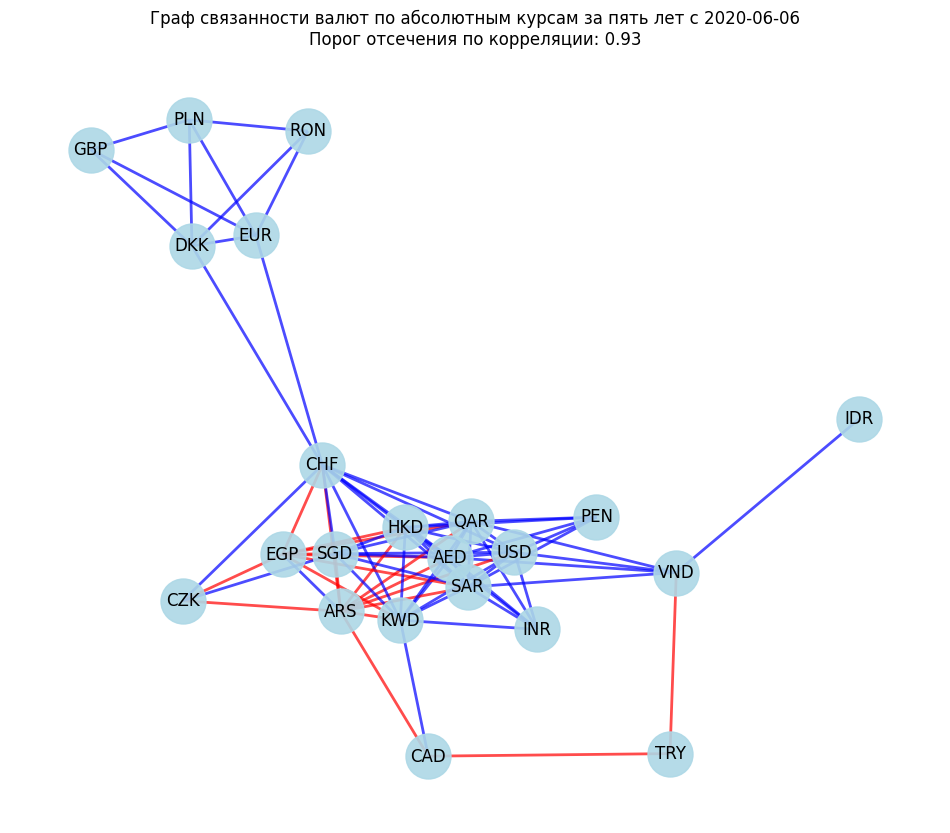 Граф связанности валют по абсолютным курсам за пять лет с 2020-06-06
Порог отсечения по корреляции: 0.93
PLN
RON
GBP
EUR
DKK
IDR
CHF
PEN
QAR
HKD
USD
EGP
SGD
AED
VND
SAR
CZK
ARS
KWD
INR
TRY
CAD